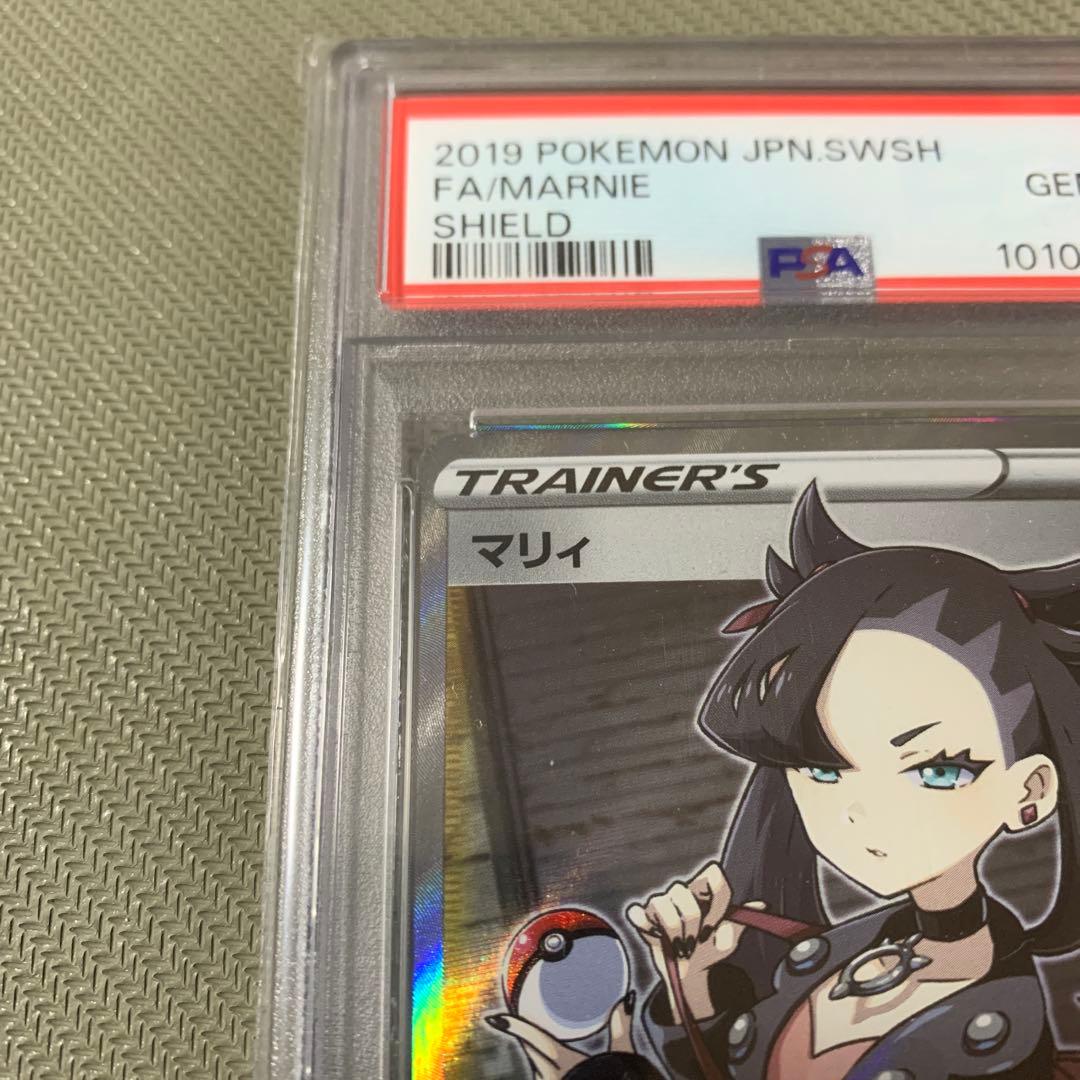 2019 POKEMON JPN.SWSH
FA/MARNIE
SHIELD
PSA
TRAINER'S
マリィ